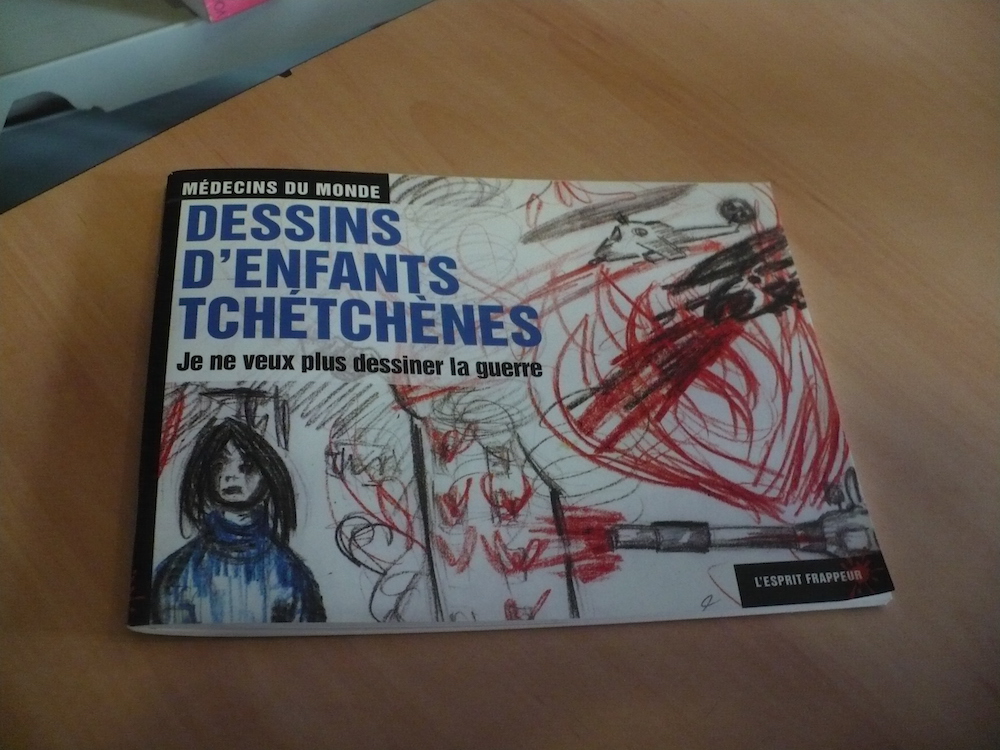 MÉDECINS DU MONDE
DESSINS
D'ENFANTS
TCHÉTCHÈNES
Je ne veux plus dessiner la guerre
L'ESPRIT FRAPPEUR